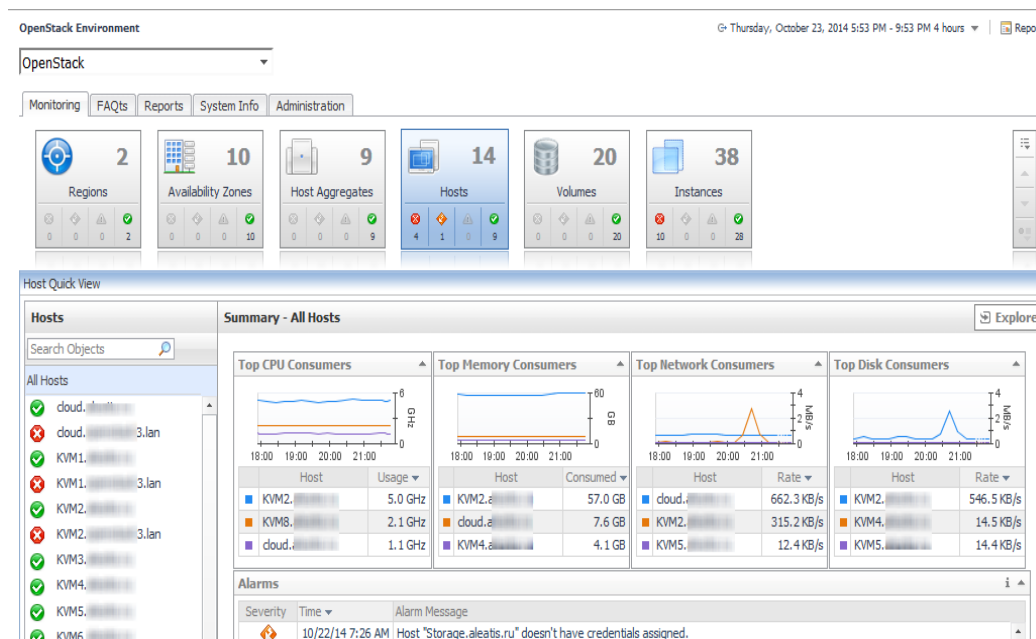 OpenStack Environment
Thursday, October 23, 2014 5:53 PM - 9:53 PM 4 hours
Repo
OpenStack
Monitoring FAQts Reports System Info Administration
2 10 9 14 20 38
Regions Availability Zones Host Aggregates Hosts Volumes Instances
0 0 0 2 0 0 0 10 0 0 0 9 4 1 0 9 0 0 0 20 10 0 0 28
Host Quick View
Hosts
Summary - All Hosts
Explore
Search Objects
All Hosts
cloud.
cloud. 3.lan
KVM1.
KVM1. 3.lan
KVM2.
KVM2. 3.lan
KVM3.
KVM4.
KVM5.
KVM6.
Top CPU Consumers
6
GHz
0
18:00 19:00 20:00 21:00
Host Usage
KVM2. 5.0 GHz
KVM8. 2.1 GHz
cloud. 1.1 GHz
Top Memory Consumers
60
GB
0
18:00 19:00 20:00 21:00
Host Consumed
KVM2.a 57.0 GB
cloud.a 7.6 GB
KVM4.a 4.1 GB
Top Network Consumers
4
2
MB/s
0
18:00 19:00 20:00 21:00
Host Rate
cloud. 662.3 KB/s
KVM2. 315.2 KB/s
KVM5. 12.4 KB/s
Top Disk Consumers
4
2
MB/s
0
18:00 19:00 20:00 21:00
Host Rate
KVM2. 546.5 KB/s
KVM4. 14.5 KB/s
KVM5. 14.4 KB/s
Alarms
Severity Time Alarm Message
10/22/14 7:26 AM Host "Storage.aleatis.ru" doesn't have credentials assigned.